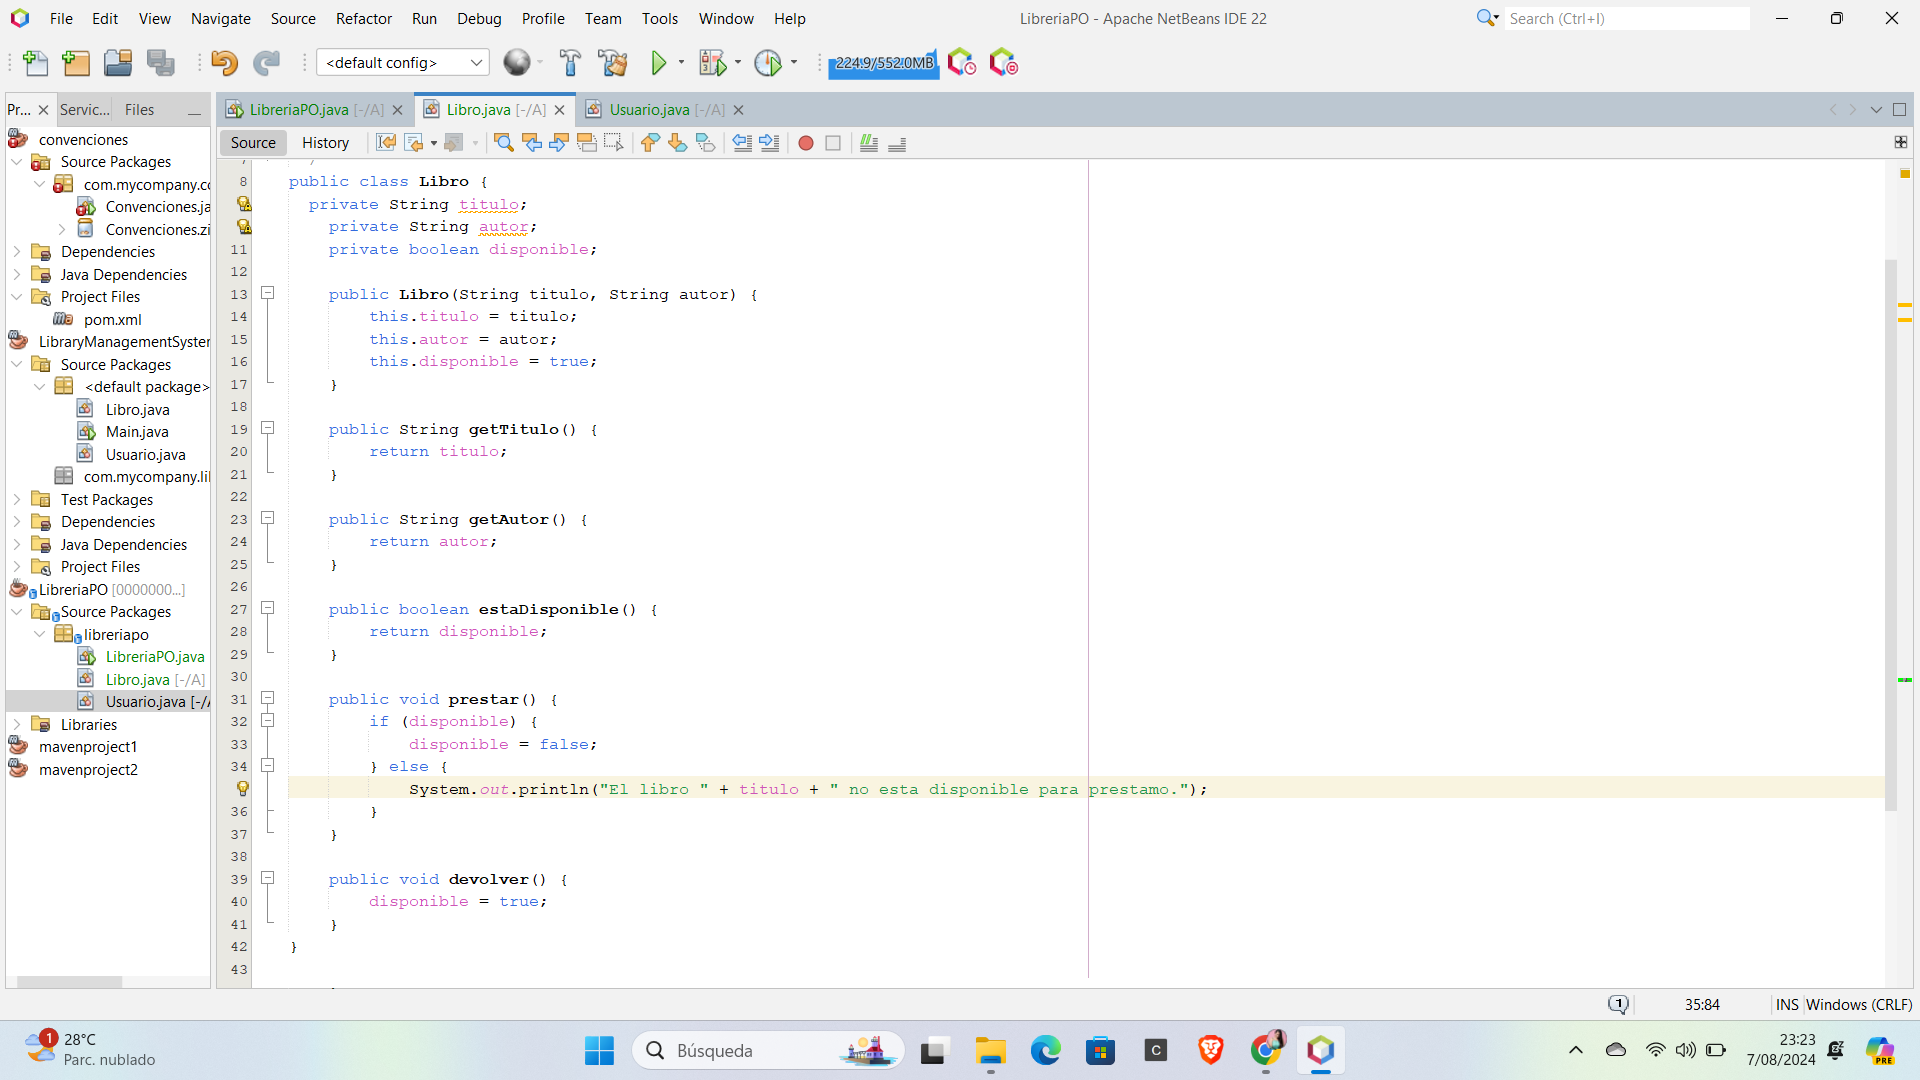 File Edit View Navigate Source Refactor Run Debug Profile Team Tools Window Help
LibreriaPO - Apache NetBeans IDE 22
Search (Ctrl+I)
<default config>
224.9/552.0MB
Pr... Servic... Files
LibreriaPO.java [-/A] Libro.java [-/A] Usuario.java [-/A]
Source History
convenciones
Source Packages
com.mycompany.co
Convenciones.ja
Convenciones.zi
Dependencies
Java Dependencies
Project Files
pom.xml
LibraryManagementSyster
Source Packages
<default package>
Libro.java
Main.java
Usuario.java
com.mycompany.lil
Test Packages
Dependencies
Java Dependencies
Project Files
LibreriaPO [0000000...]
Source Packages
libreriapo
LibreriaPO.java
Libro.java [-/A]
Usuario.java [-/A
Libraries
mavenproject1
mavenproject2
8 public class Libro {
private String titulo;
private String autor;
11 private boolean disponible;
12
13 public Libro(String titulo, String autor) {
14 this.titulo = titulo;
15 this.autor = autor;
16 this.disponible = true;
17 }
18
19 public String getTitulo() {
20 return titulo;
21 }
22
23 public String getAutor() {
24 return autor;
25 }
26
27 public boolean estaDisponible() {
28 return disponible;
29 }
30
31 public void prestar() {
32 if (disponible) {
33 disponible = false;
34 } else {
System.out.println("El libro " + titulo + " no esta disponible para prestamo.");
36 }
37 }
38
39 public void devolver() {
40 disponible = true;
41 }
42 }
43
1 35:84 INS Windows (CRLF)
1 28°C
Parc. nublado
Búsqueda
C
23:23
7/08/2024
PRE